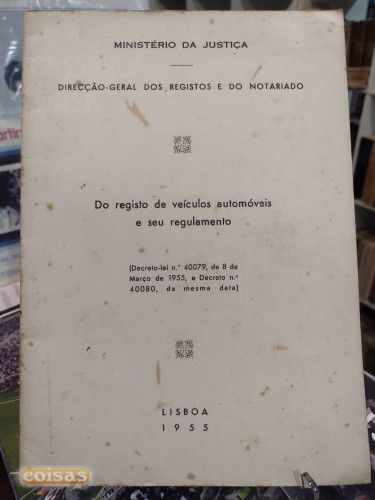 MINISTÉRIO DA JUSTIÇA
DIRECÇÃO-GERAL DOS REGISTOS E DO NOTARIADO
Do registo de veículos automóveis
e seu regulamento
(Decreto-lei n.º 40079, de 8 de
Março de 1955, e Decreto n.º
40080, da mesma data)
LISBOA
1955
coisas